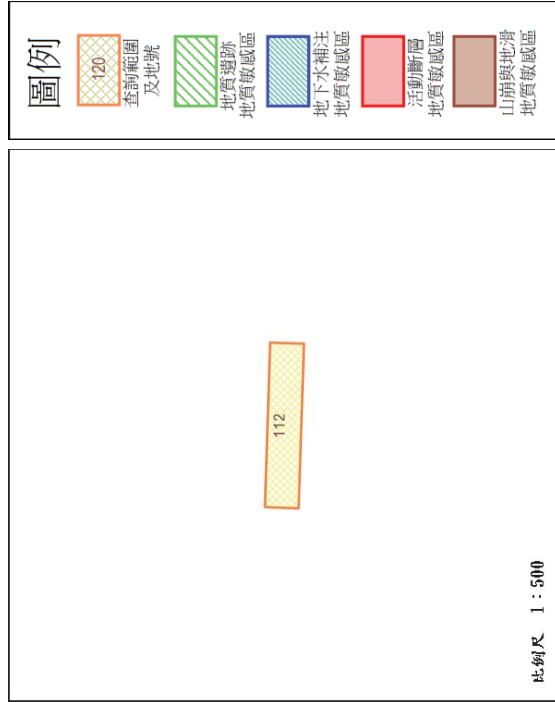 圖例
120
查詢範圍
及地號
地質遺跡
地質敏感區
地下水補注
地質敏感區
活動斷層
地質敏感區
山崩與地滑
地質敏感區
112
比例尺 1：500